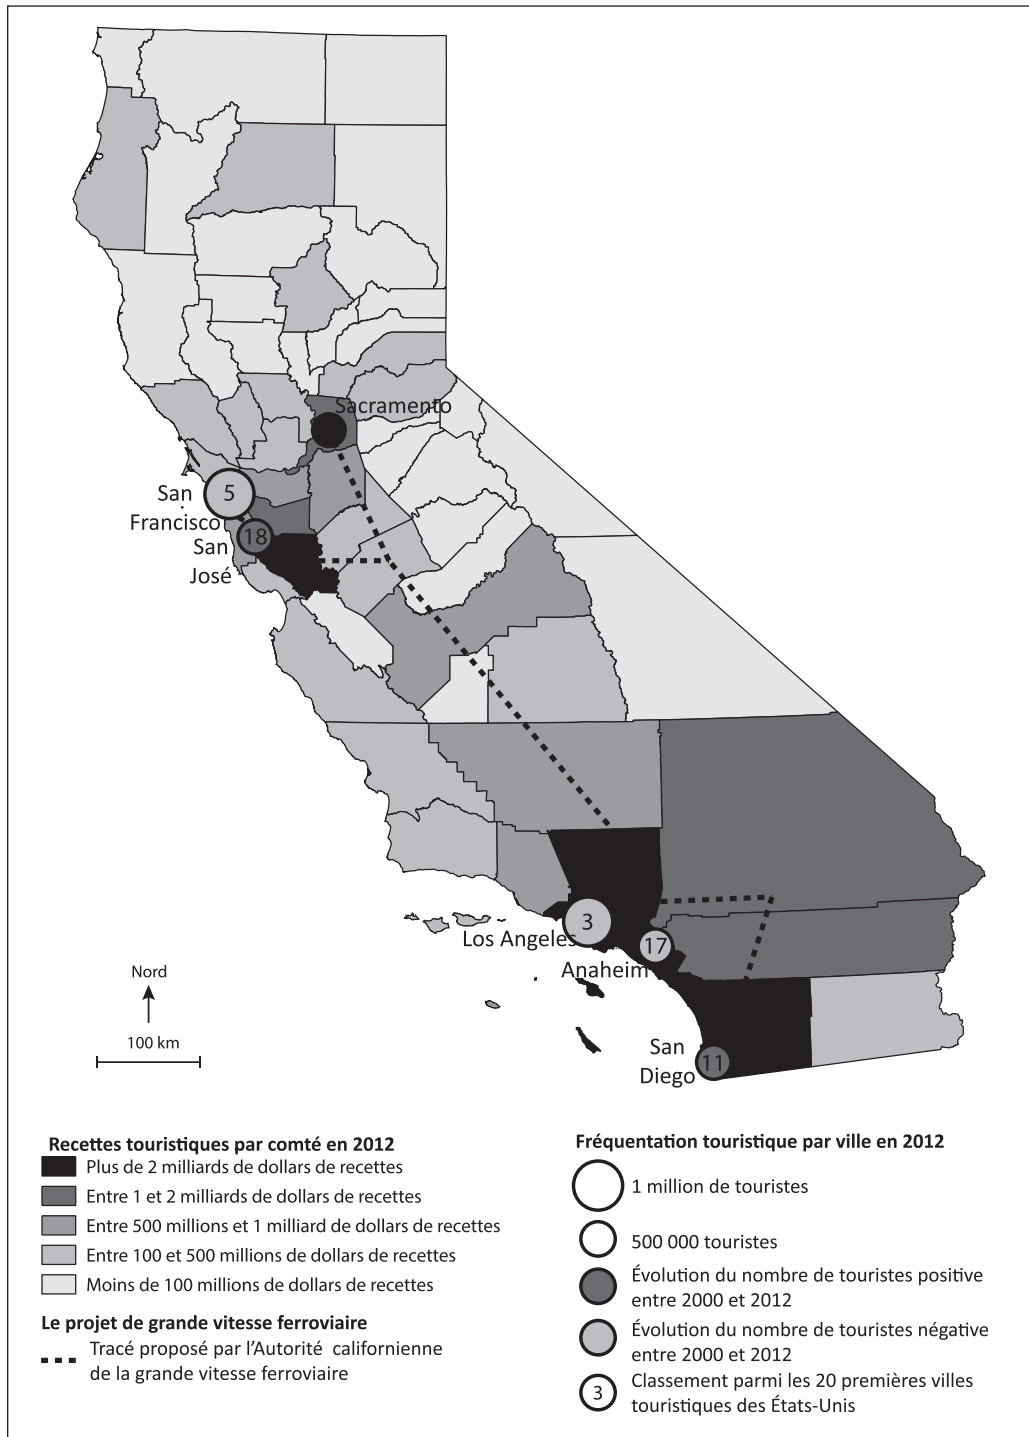 Sacramento
San
Francisco
5
18
San
José
3
Los Angeles
17
Anaheim
San
Diego
11
Nord
100 km
Recettes touristiques par comté en 2012
Plus de 2 milliards de dollars de recettes
Entre 1 et 2 milliards de dollars de recettes
Entre 500 millions et 1 milliard de dollars de recettes
Entre 100 et 500 millions de dollars de recettes
Moins de 100 millions de dollars de recettes
Le projet de grande vitesse ferroviaire
Tracé proposé par l’Autorité californienne
de la grande vitesse ferroviaire
Fréquentation touristique par ville en 2012
1 million de touristes
500 000 touristes
Évolution du nombre de touristes positive
entre 2000 et 2012
Évolution du nombre de touristes négative
entre 2000 et 2012
3
Classement parmi les 20 premières villes
touristiques des États-Unis